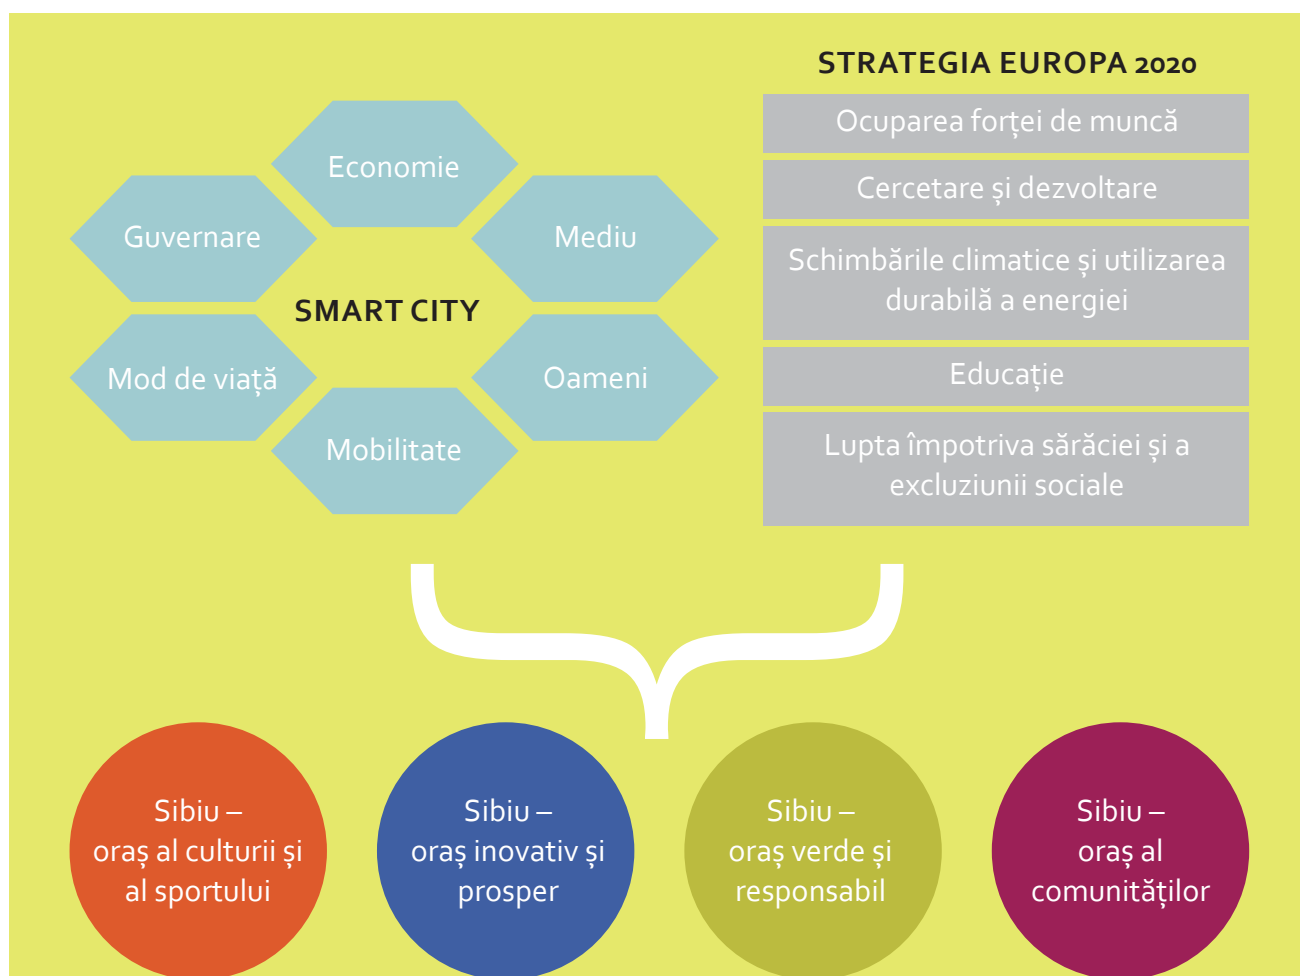 Economie
Guvernare
Mediu
SMART CITY
Mod de viață
Oameni
Mobilitate
STRATEGIA EUROPA 2020
Ocuparea forței de muncă
Cercetare și dezvoltare
Schimbările climatice și utilizarea
durabilă a energiei
Educație
Lupta împotriva sărăciei și a
excluziunii sociale
Sibiu –
oraș al culturii și
al sportului
Sibiu –
oraș inovativ și
prosper
Sibiu –
oraș verde și
responsabil
Sibiu –
oraș al
comunităților